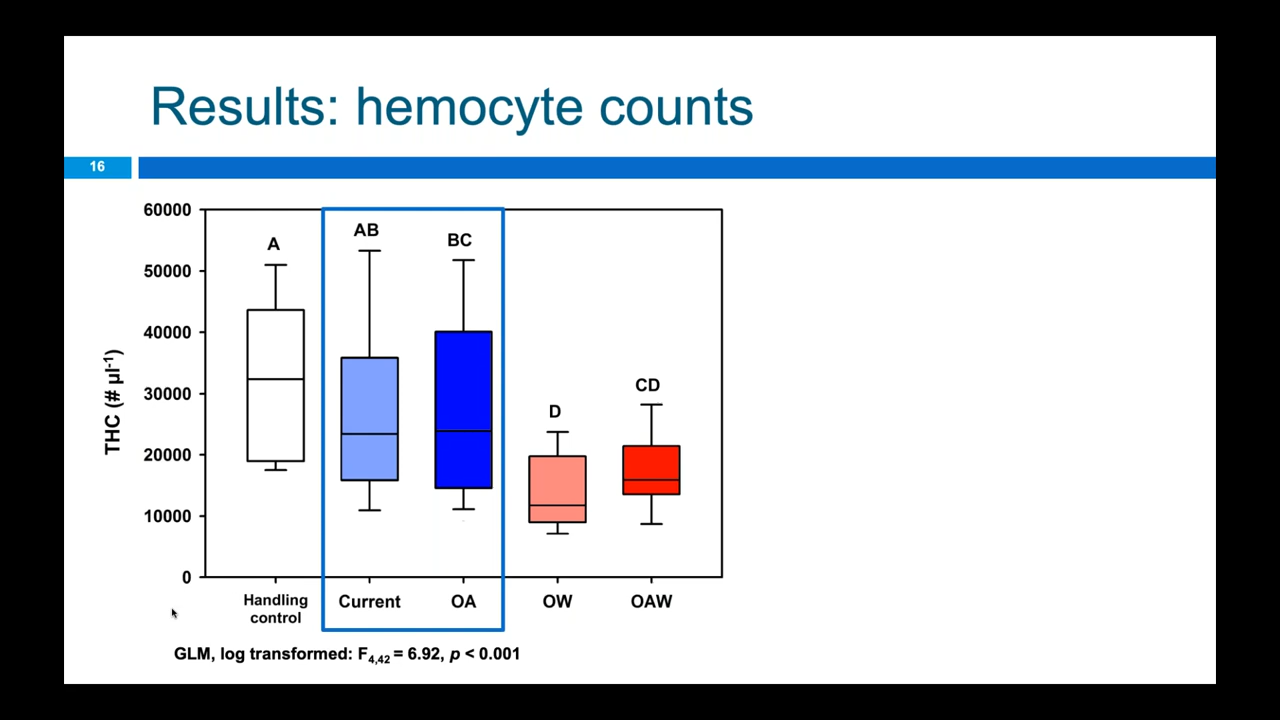 Results: hemocyte counts
16
60000
50000
40000
30000
20000
10000
0
THC (# µl⁻¹)
A
AB
BC
D
CD
Handling
control
Current
OA
OW
OAW
GLM, log transformed: F₄,₄₂ = 6.92, p < 0.001